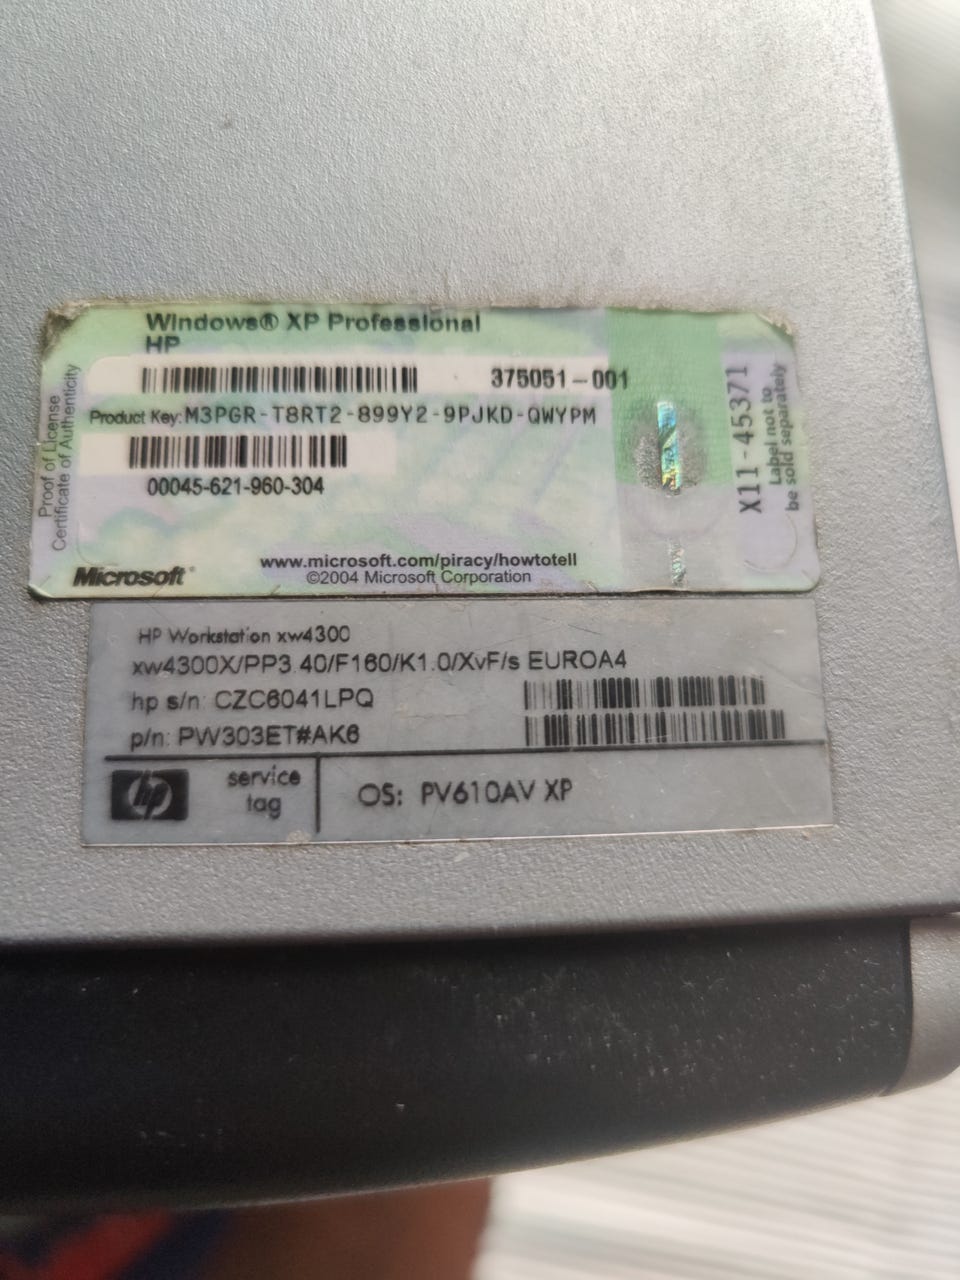 Windows® XP Professional
HP
375051-001
Product Key: M3PGR-T8RT2-899Y2-9PJKD-QWYPM
00045-621-960-304
Proof of License
Certificate of Authenticity
X11-45371
Label not to
be sold separately
www.microsoft.com/piracy/howtotell
©2004 Microsoft Corporation
Microsoft®
HP Workstation xw4300
xw4300X/PP3.40/F160/K1.0/XvF/s EUROA4
hp s/n: CZC6041LPQ
p/n: PW303ET#AK6
hp
service
tag
OS: PV610AV XP